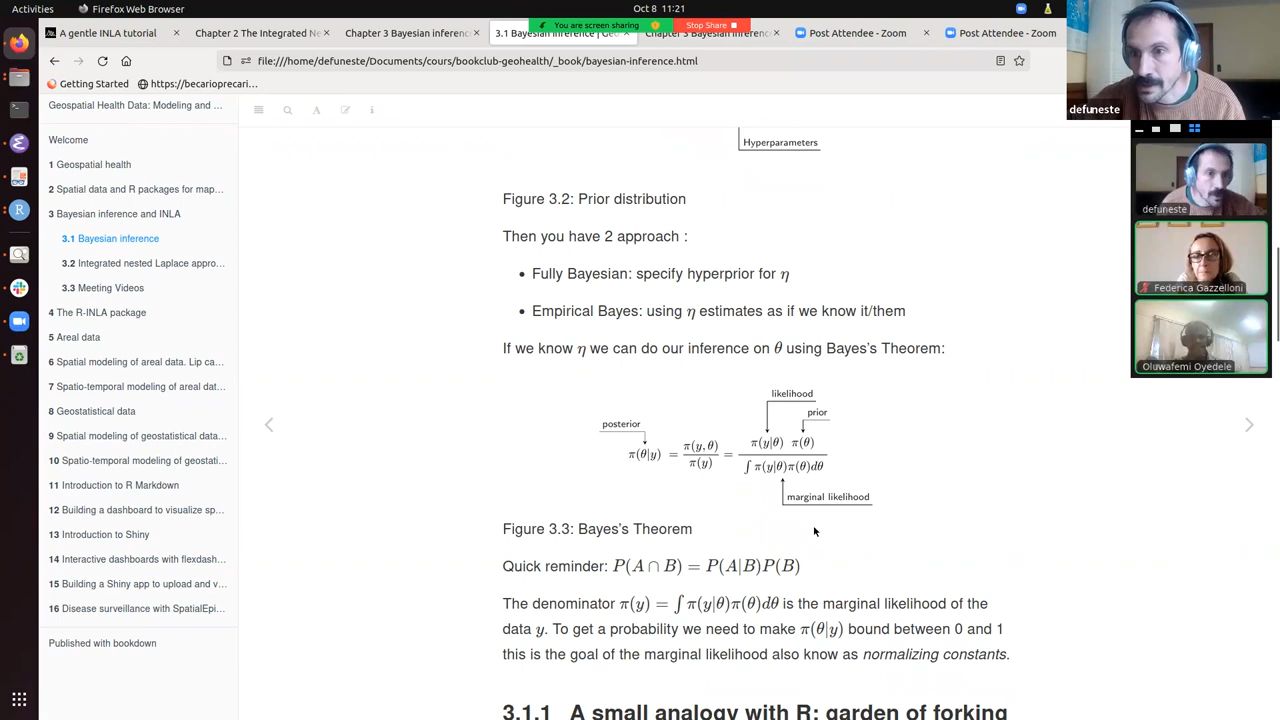 Activities
Firefox Web Browser
Oct 8 11:21
You are screen sharing
Stop Share
A gentle INLA tutorial
Chapter 2 The Integrated Ne
Chapter 3 Bayesian inferenc
3.1 Bayesian inference | Geo
Chapter 5 Bayesian inferenc
Post Attendee - Zoom
Post Attendee - Zoom
file:///home/defuneste/Documents/cours/bookclub-geohealth/_book/bayesian-inference.html
Getting Started
https://becarioprecari...
Geospatial Health Data: Modeling and ...
Welcome
1 Geospatial health
2 Spatial data and R packages for map...
3 Bayesian inference and INLA
3.1 Bayesian inference
3.2 Integrated nested Laplace appro...
3.3 Meeting Videos
4 The R-INLA package
5 Areal data
6 Spatial modeling of areal data. Lip ca...
7 Spatio-temporal modeling of areal dat...
8 Geostatistical data
9 Spatial modeling of geostatistical data...
10 Spatio-temporal modeling of geostati...
11 Introduction to R Markdown
12 Building a dashboard to visualize sp...
13 Introduction to Shiny
14 Interactive dashboards with flexdash...
15 Building a Shiny app to upload and v...
16 Disease surveillance with SpatialEpi...
Published with bookdown
Hyperparameters
Figure 3.2: Prior distribution
Then you have 2 approach :
• Fully Bayesian: specify hyperprior for η
• Empirical Bayes: using η estimates as if we know it/them
If we know η we can do our inference on θ using Bayes's Theorem:
likelihood
prior
posterior
π(θ|y) = π(y, θ) / π(y) = π(y|θ) π(θ) / ∫ π(y|θ)π(θ)dθ
marginal likelihood
Figure 3.3: Bayes's Theorem
Quick reminder: P(A ∩ B) = P(A|B)P(B)
The denominator π(y) = ∫ π(y|θ)π(θ)dθ is the marginal likelihood of the
data y. To get a probability we need to make π(θ|y) bound between 0 and 1
this is the goal of the marginal likelihood also know as normalizing constants.
3.1.1 A small analogy with R: garden of forking
defuneste
defuneste
Federica Gazzelloni
Oluwafemi Oyedele